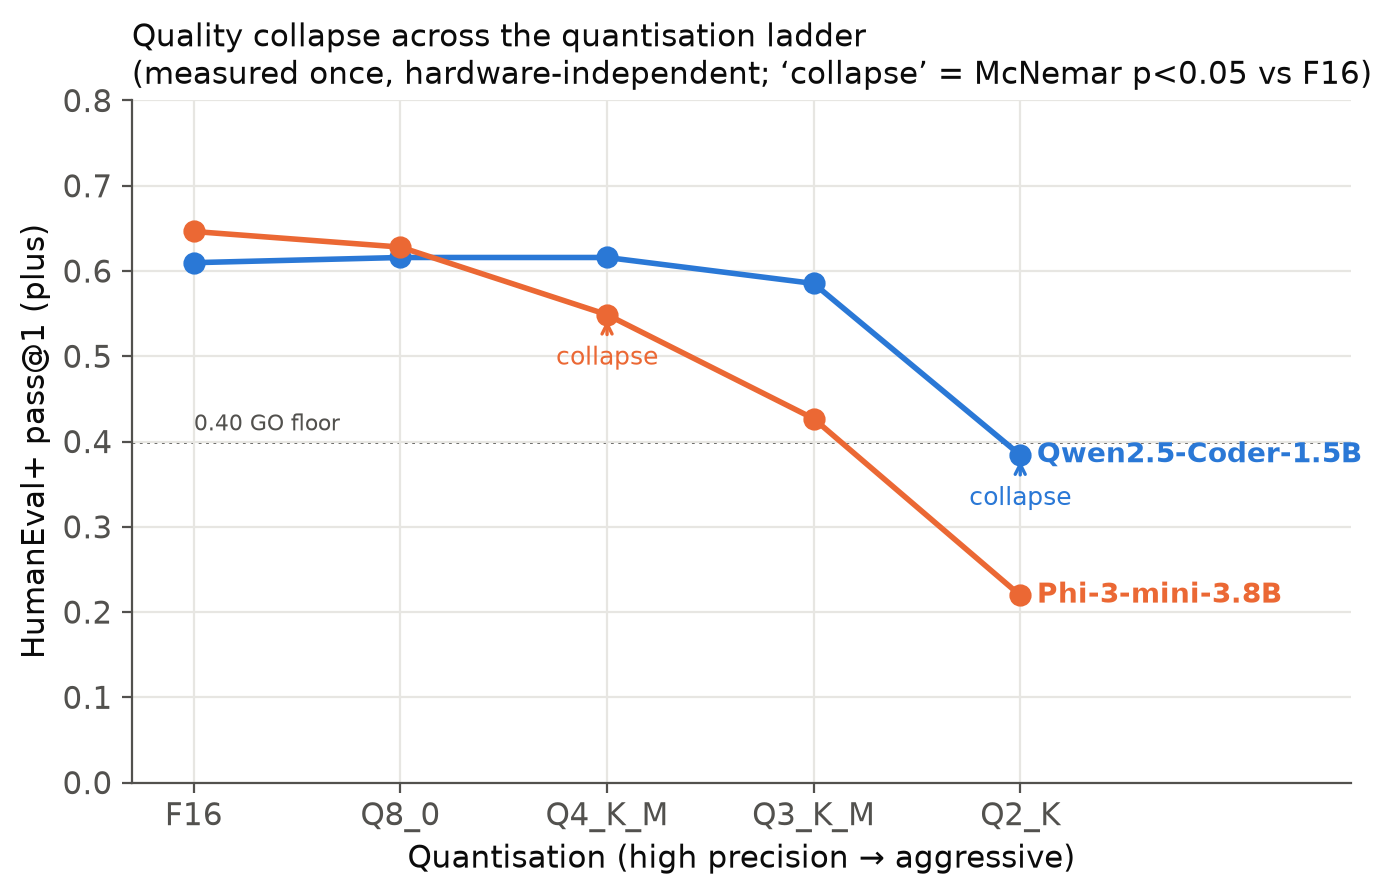 Quality collapse across the quantisation ladder
(measured once, hardware-independent; ‘collapse’ = McNemar p<0.05 vs F16)
HumanEval+ pass@1 (plus)
0.8
0.7
0.6
0.5
0.4
0.3
0.2
0.1
0.0
collapse
0.40 GO floor
Qwen2.5-Coder-1.5B
collapse
Phi-3-mini-3.8B
F16 Q8_0 Q4_K_M Q3_K_M Q2_K
Quantisation (high precision → aggressive)